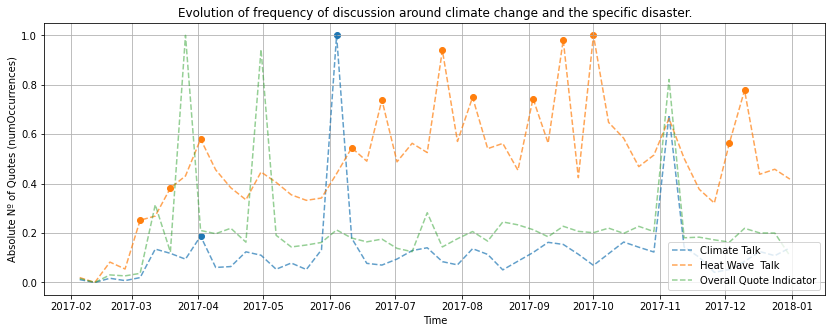 Evolution of frequency of discussion around climate change and the specific disaster.
Absolute Nº of Quotes (numOccurrences)
1.0
0.8
0.6
0.4
0.2
0.0
Climate Talk
Heat Wave  Talk
Overall Quote Indicator
2017-02 2017-03 2017-04 2017-05 2017-06 2017-07 2017-08 2017-09 2017-10 2017-11 2017-12 2018-01
Time